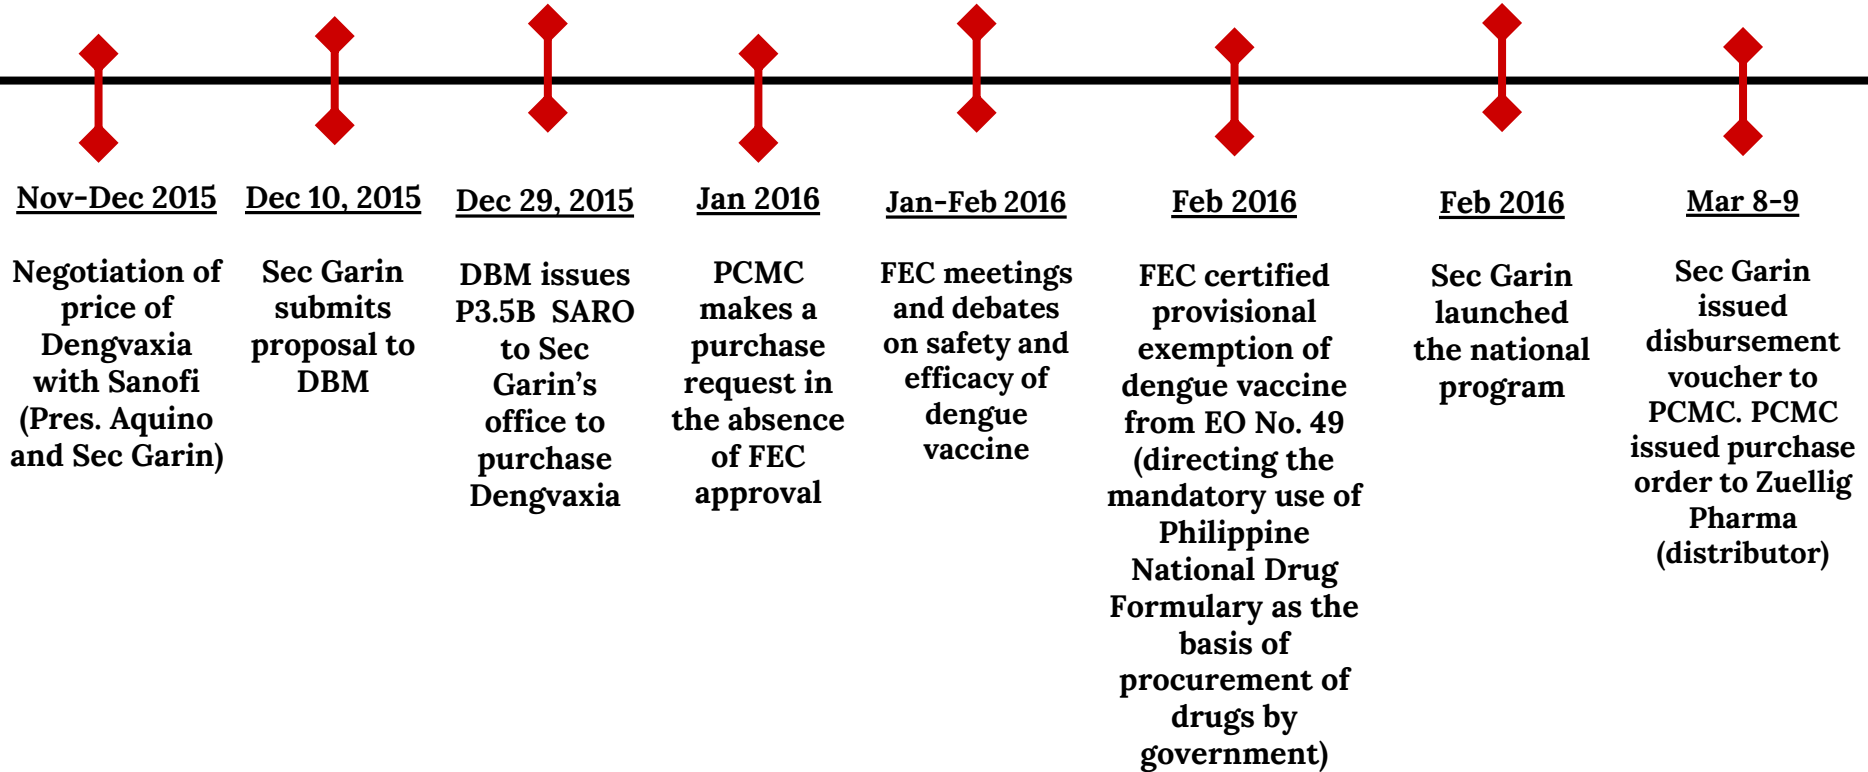 Nov-Dec 2015
Negotiation of
price of
Dengvaxia
with Sanofi
(Pres. Aquino
and Sec Garin)
Dec 10, 2015
Sec Garin
submits
proposal to
DBM
Dec 29, 2015
DBM issues
P3.5B SARO
to Sec
Garin’s
office to
purchase
Dengvaxia
Jan 2016
PCMC
makes a
purchase
request in
the absence
of FEC
approval
Jan-Feb 2016
FEC meetings
and debates
on safety and
efficacy of
dengue
vaccine
Feb 2016
FEC certified
provisional
exemption of
dengue vaccine
from EO No. 49
(directing the
mandatory use of
Philippine
National Drug
Formulary as the
basis of
procurement of
drugs by
government)
Feb 2016
Sec Garin
launched
the national
program
Mar 8-9
Sec Garin
issued
disbursement
voucher to
PCMC. PCMC
issued purchase
order to Zuellig
Pharma
(distributor)